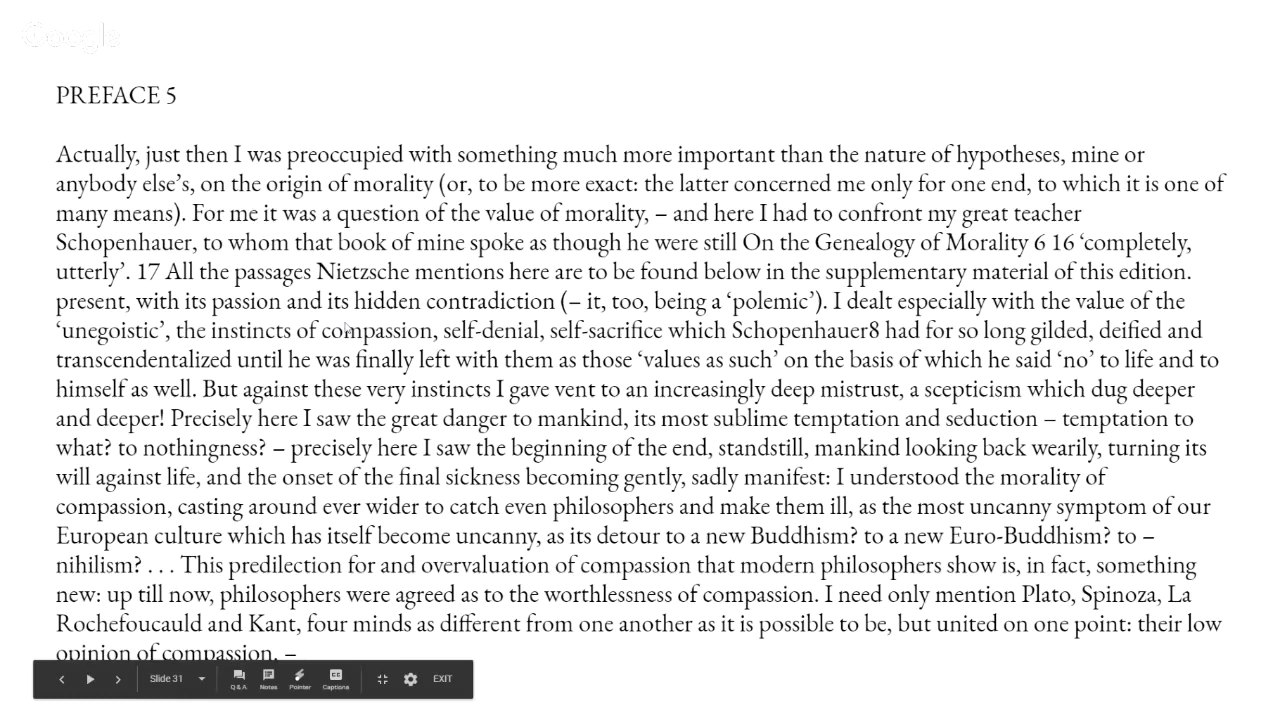 Google
PREFACE 5
Actually, just then I was preoccupied with something much more important than the nature of hypotheses, mine or
anybody else’s, on the origin of morality (or, to be more exact: the latter concerned me only for one end, to which it is one of
many means). For me it was a question of the value of morality, – and here I had to confront my great teacher
Schopenhauer, to whom that book of mine spoke as though he were still On the Genealogy of Morality 6 16 ‘completely,
utterly’. 17 All the passages Nietzsche mentions here are to be found below in the supplementary material of this edition.
present, with its passion and its hidden contradiction (– it, too, being a ‘polemic’). I dealt especially with the value of the
‘unegoistic’, the instincts of compassion, self-denial, self-sacrifice which Schopenhauer8 had for so long gilded, deified and
transcendentalized until he was finally left with them as those ‘values as such’ on the basis of which he said ‘no’ to life and to
himself as well. But against these very instincts I gave vent to an increasingly deep mistrust, a scepticism which dug deeper
and deeper! Precisely here I saw the great danger to mankind, its most sublime temptation and seduction – temptation to
what? to nothingness? – precisely here I saw the beginning of the end, standstill, mankind looking back wearily, turning its
will against life, and the onset of the final sickness becoming gently, sadly manifest: I understood the morality of
compassion, casting around ever wider to catch even philosophers and make them ill, as the most uncanny symptom of our
European culture which has itself become uncanny, as its detour to a new Buddhism? to a new Euro-Buddhism? to –
nihilism? . . . This predilection for and overvaluation of compassion that modern philosophers show is, in fact, something
new: up till now, philosophers were agreed as to the worthlessness of compassion. I need only mention Plato, Spinoza, La
Rochefoucauld and Kant, four minds as different from one another as it is possible to be, but united on one point: their low
opinion of compassion. –
Slide 31 Q&A Notes Pointer CC Captions EXIT